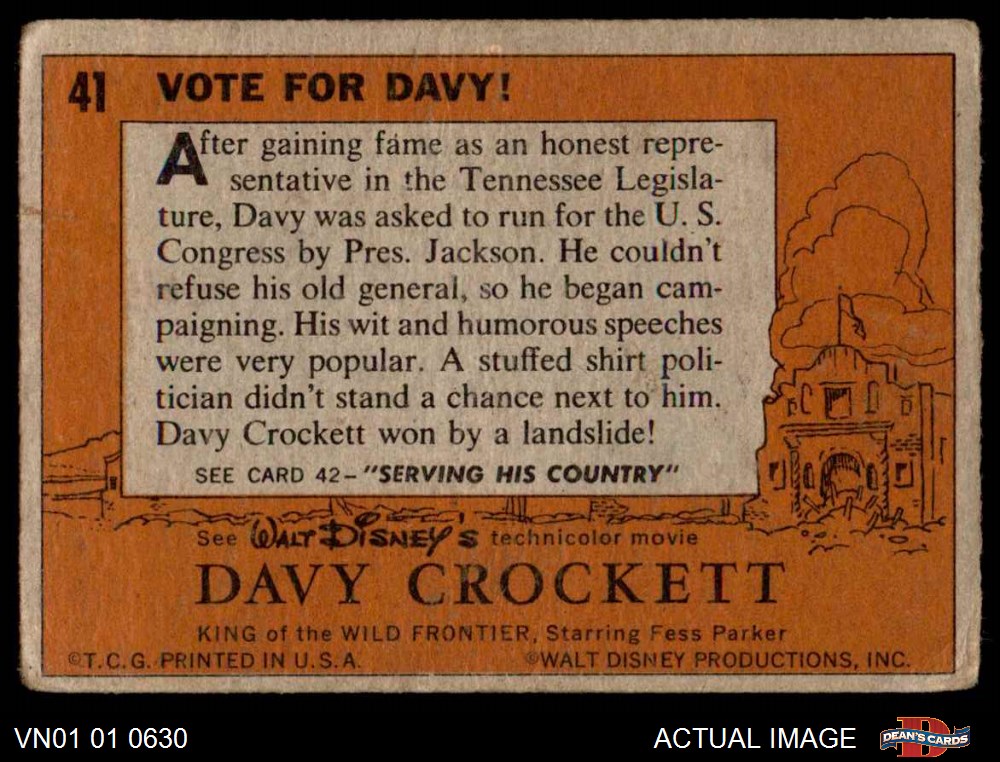 41 VOTE FOR DAVY!
After gaining fame as an honest repre-
sentative in the Tennessee Legisla-
ture, Davy was asked to run for the U. S.
Congress by Pres. Jackson. He couldn't
refuse his old general, so he began cam-
paigning. His wit and humorous speeches
were very popular. A stuffed shirt poli-
tician didn't stand a chance next to him.
Davy Crockett won by a landslide!
SEE CARD 42-"SERVING HIS COUNTRY"
See WALT DISNEY'S technicolor movie
DAVY CROCKETT
KING of the WILD FRONTIER, Starring Fess Parker
©T.C.G. PRINTED IN U.S.A. ©WALT DISNEY PRODUCTIONS, INC.
VN01 01 0630 ACTUAL IMAGE D DEAN'S CARDS